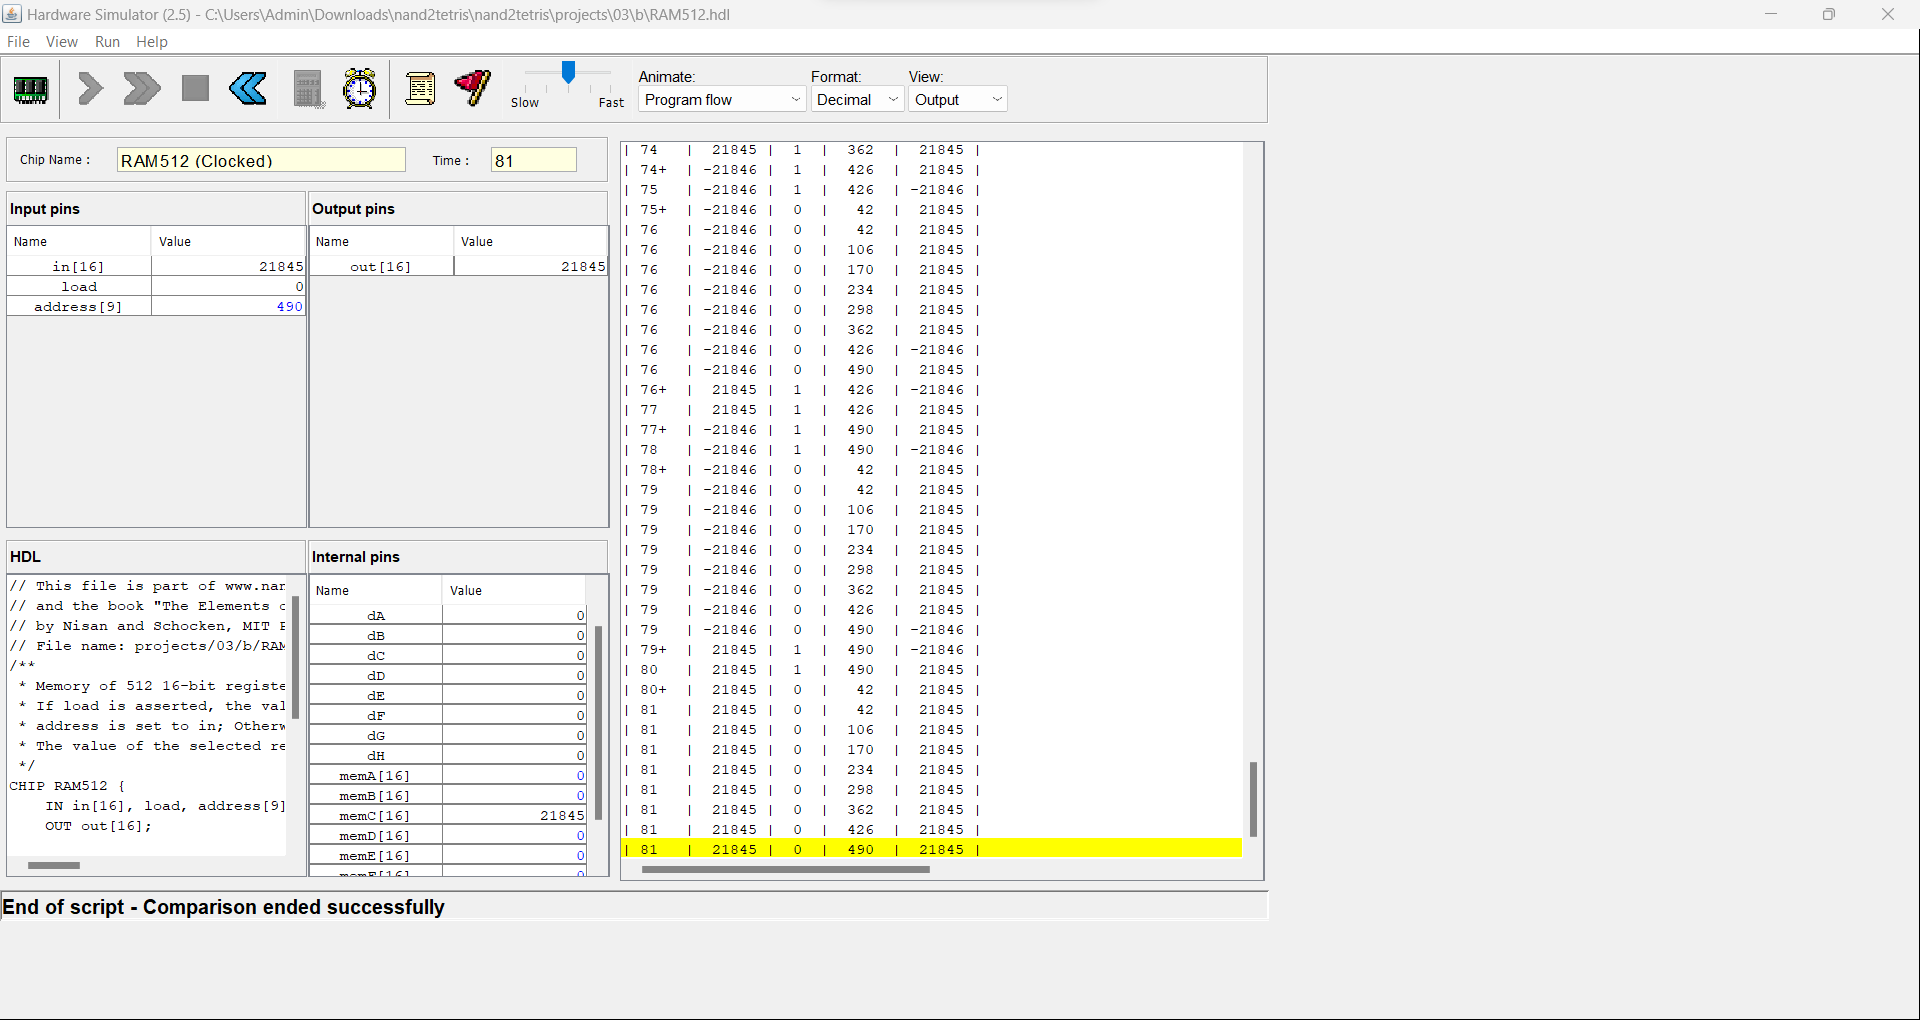 Hardware Simulator (2.5) - C:\Users\Admin\Downloads\nand2tetris\nand2tetris\projects\03\b\RAM512.hdl
File View Run Help
Slow Fast
Animate: Format: View:
Program flow Decimal Output
Chip Name : RAM512 (Clocked) Time : 81
Input pins
Name Value
in[16] 21845
load 0
address[9] 490
Output pins
Name Value
out[16] 21845
HDL
// This file is part of www.nan
// and the book "The Elements o
// by Nisan and Schocken, MIT P
// File name: projects/03/b/RAM
/**
* Memory of 512 16-bit registe
* If load is asserted, the val
* address is set to in; Otherw
* The value of the selected re
*/
CHIP RAM512 {
IN in[16], load, address[9]
OUT out[16];
Internal pins
Name Value
dA 0
dB 0
dC 0
dD 0
dE 0
dF 0
dG 0
dH 0
memA[16] 0
memB[16] 0
memC[16] 21845
memD[16] 0
memE[16] 0
memF[16] 0
| 74 | 21845 | 1 | 362 | 21845 |
| 74+ | -21846 | 1 | 426 | 21845 |
| 75 | -21846 | 1 | 426 | -21846 |
| 75+ | -21846 | 0 | 42 | 21845 |
| 76 | -21846 | 0 | 42 | 21845 |
| 76 | -21846 | 0 | 106 | 21845 |
| 76 | -21846 | 0 | 170 | 21845 |
| 76 | -21846 | 0 | 234 | 21845 |
| 76 | -21846 | 0 | 298 | 21845 |
| 76 | -21846 | 0 | 362 | 21845 |
| 76 | -21846 | 0 | 426 | -21846 |
| 76 | -21846 | 0 | 490 | 21845 |
| 76+ | 21845 | 1 | 426 | -21846 |
| 77 | 21845 | 1 | 426 | 21845 |
| 77+ | -21846 | 1 | 490 | 21845 |
| 78 | -21846 | 1 | 490 | -21846 |
| 78+ | -21846 | 0 | 42 | 21845 |
| 79 | -21846 | 0 | 42 | 21845 |
| 79 | -21846 | 0 | 106 | 21845 |
| 79 | -21846 | 0 | 170 | 21845 |
| 79 | -21846 | 0 | 234 | 21845 |
| 79 | -21846 | 0 | 298 | 21845 |
| 79 | -21846 | 0 | 362 | 21845 |
| 79 | -21846 | 0 | 426 | 21845 |
| 79 | -21846 | 0 | 490 | -21846 |
| 79+ | 21845 | 1 | 490 | -21846 |
| 80 | 21845 | 1 | 490 | 21845 |
| 80+ | 21845 | 0 | 42 | 21845 |
| 81 | 21845 | 0 | 42 | 21845 |
| 81 | 21845 | 0 | 106 | 21845 |
| 81 | 21845 | 0 | 170 | 21845 |
| 81 | 21845 | 0 | 234 | 21845 |
| 81 | 21845 | 0 | 298 | 21845 |
| 81 | 21845 | 0 | 362 | 21845 |
| 81 | 21845 | 0 | 426 | 21845 |
| 81 | 21845 | 0 | 490 | 21845 |
End of script - Comparison ended successfully